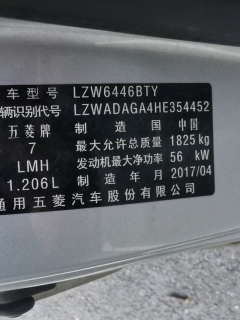 车型号 LZW6446BTY
辆识别代号 LZWADAGA4HE354452
五菱牌 制造国 中国
7 最大允许总质量 1825 kg
LMH 发动机最大净功率 56 kW
1.206L 制造年月 2017/04
通用五菱汽车股份有限公司